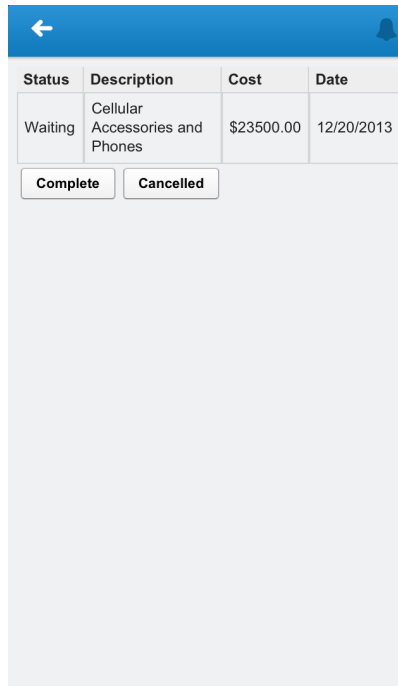 Status Description Cost Date
Cellular
Waiting Accessories and $23500.00 12/20/2013
Phones
Complete Cancelled